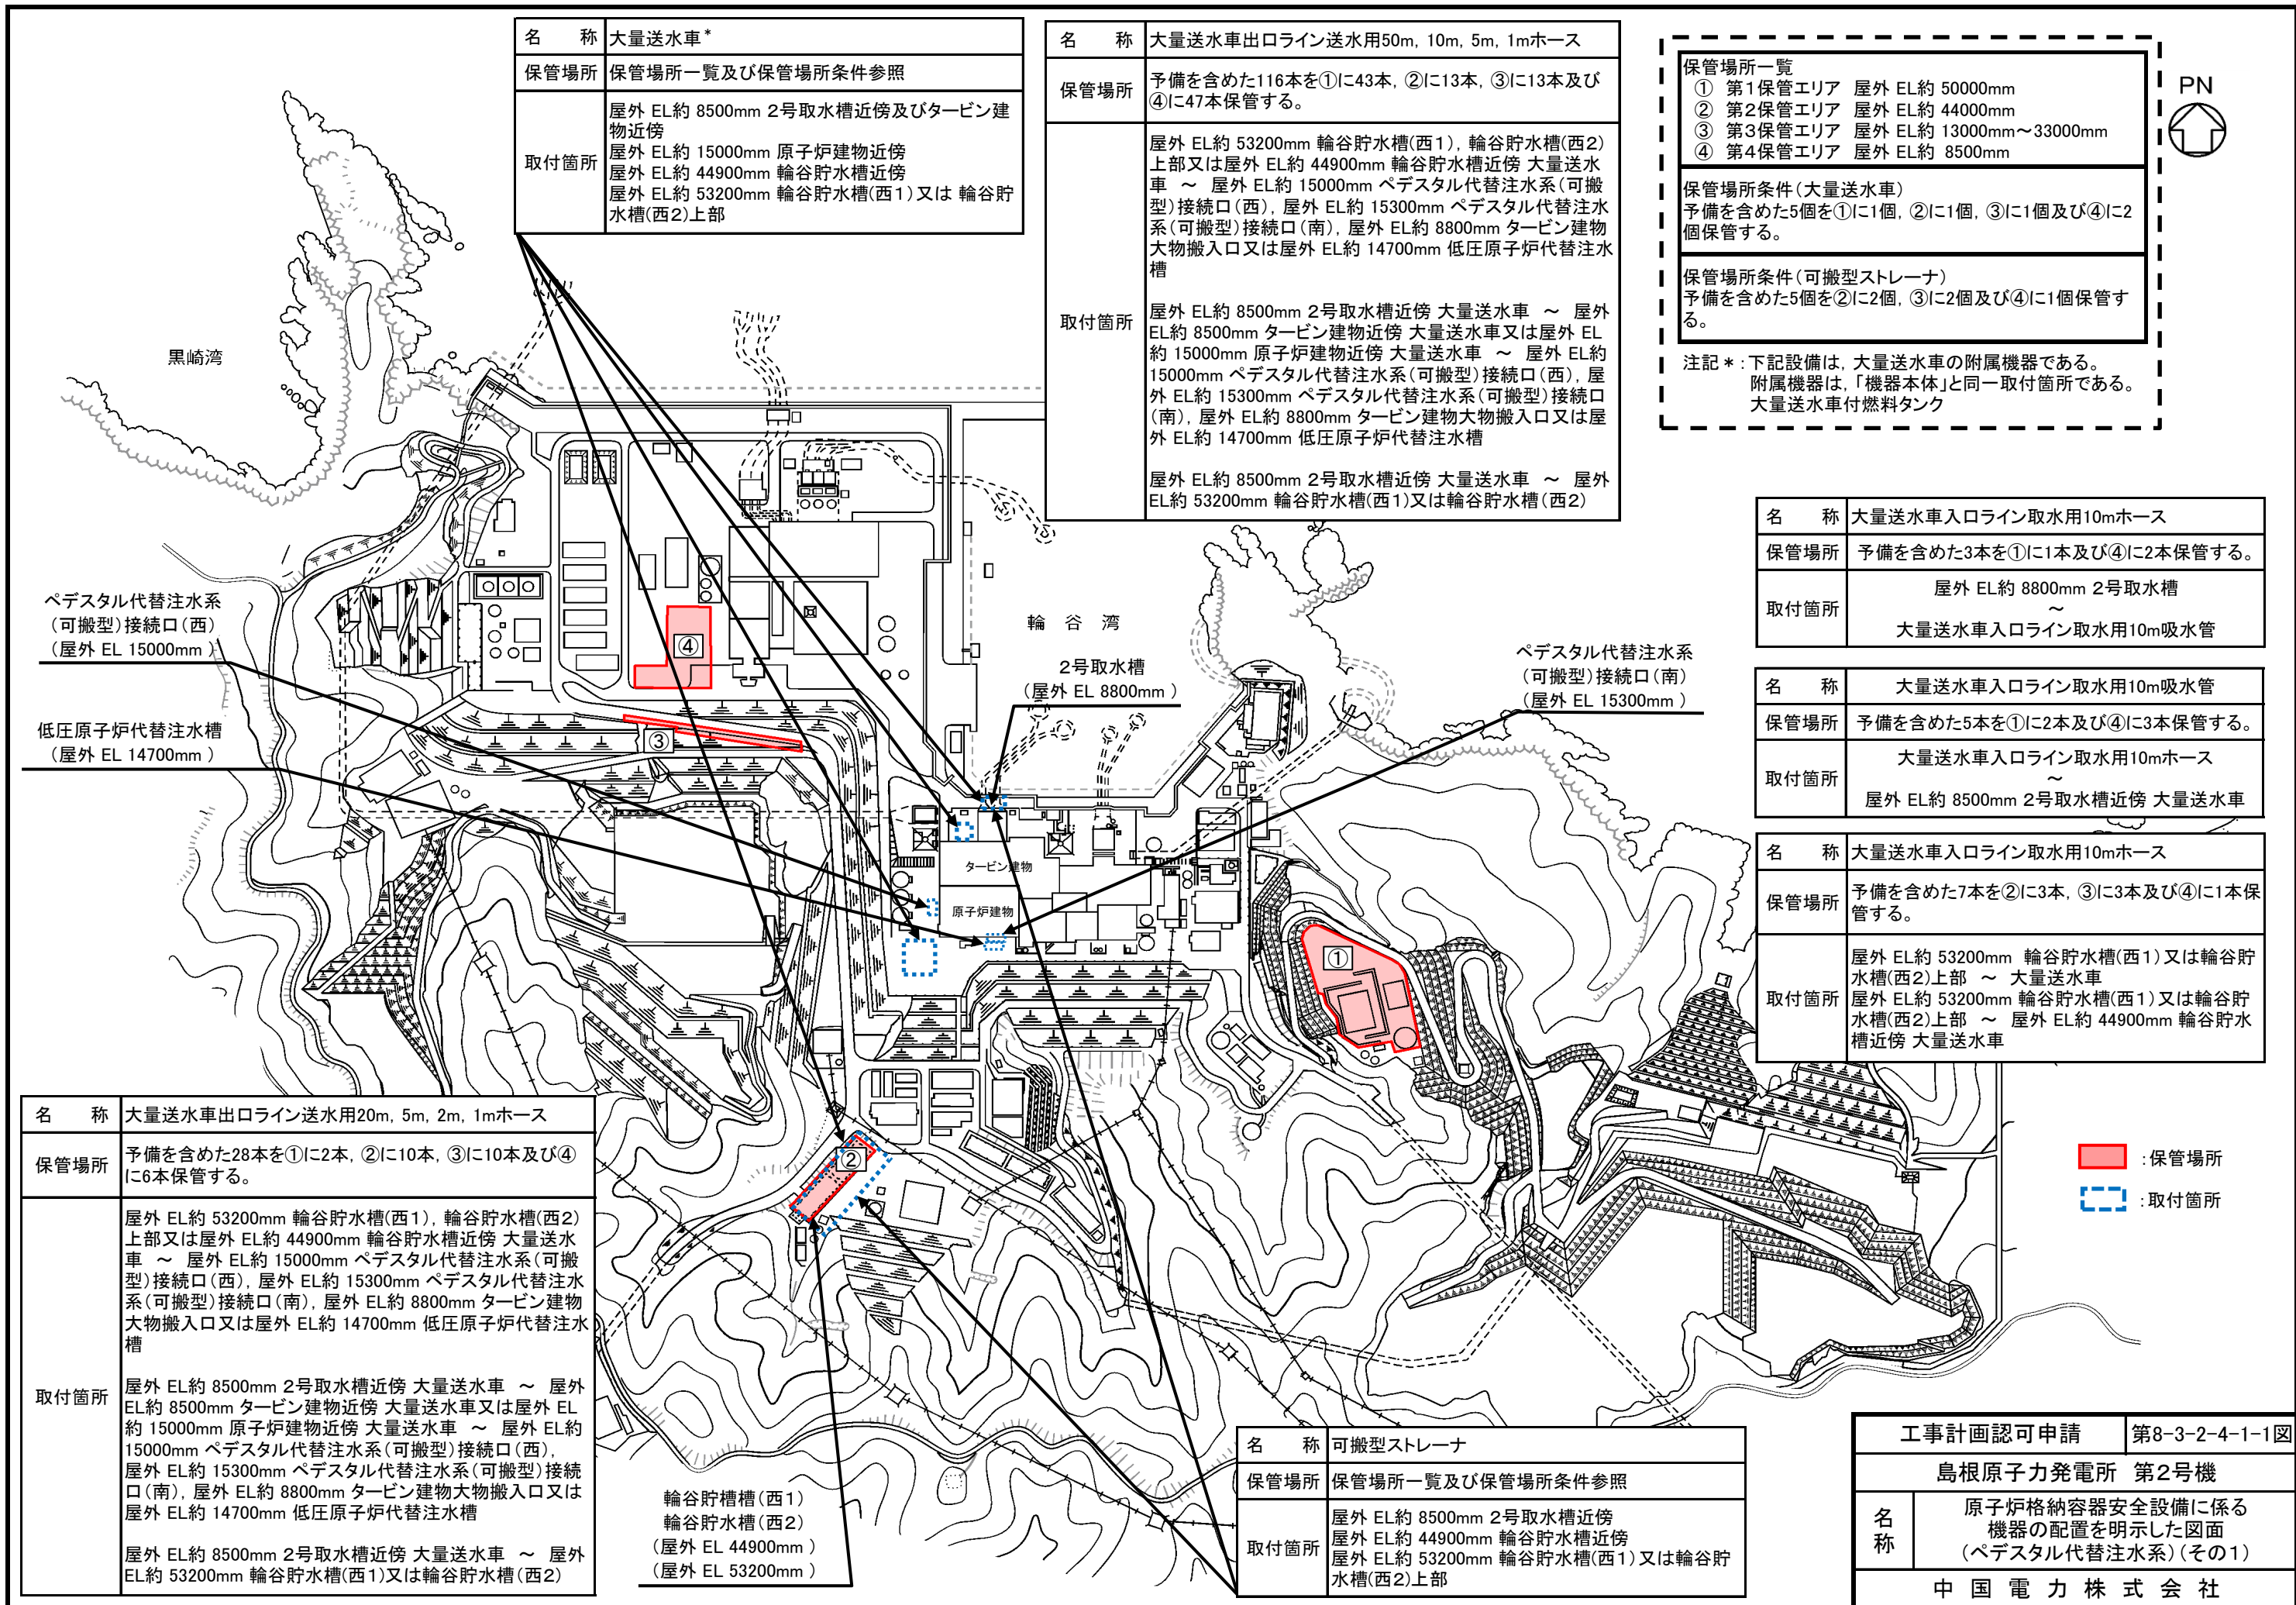 名　称 大量送水車*
保管場所 保管場所一覧及び保管場所条件参照
取付箇所
屋外 EL約 8500mm 2号取水槽近傍及びタービン建
物近傍
屋外 EL約 15000mm 原子炉建物近傍
屋外 EL約 44900mm 輪谷貯水槽近傍
屋外 EL約 53200mm 輪谷貯水槽(西1)又は 輪谷貯
水槽(西2)上部
名　称 大量送水車出口ライン送水用50m, 10m, 5m, 1mホース
保管場所
予備を含めた116本を①に43本, ②に13本, ③に13本及び
④に47本保管する。
取付箇所
屋外 EL約 53200mm 輪谷貯水槽(西1), 輪谷貯水槽(西2)
上部又は屋外 EL約 44900mm 輪谷貯水槽近傍 大量送水
車 ～ 屋外 EL約 15000mm ペデスタル代替注水系(可搬
型)接続口(西), 屋外 EL約 15300mm ペデスタル代替注水
系(可搬型)接続口(南), 屋外 EL約 8800mm タービン建物
大物搬入口又は屋外 EL約 14700mm 低圧原子炉代替注水
槽
屋外 EL約 8500mm 2号取水槽近傍 大量送水車 ～ 屋外
EL約 8500mm タービン建物近傍 大量送水車又は屋外 EL
約 15000mm 原子炉建物近傍 大量送水車 ～ 屋外 EL約
15000mm ペデスタル代替注水系(可搬型)接続口(西), 屋
外 EL約 15300mm ペデスタル代替注水系(可搬型)接続口
(南), 屋外 EL約 8800mm タービン建物大物搬入口又は屋
外 EL約 14700mm 低圧原子炉代替注水槽
屋外 EL約 8500mm 2号取水槽近傍 大量送水車 ～ 屋外
EL約 53200mm 輪谷貯水槽(西1)又は輪谷貯水槽(西2)
保管場所一覧
① 第1保管エリア 屋外 EL約 50000mm
② 第2保管エリア 屋外 EL約 44000mm
③ 第3保管エリア 屋外 EL約 13000mm～33000mm
④ 第4保管エリア 屋外 EL約 8500mm
保管場所条件(大量送水車)
予備を含めた5個を①に1個, ②に1個, ③に1個及び④に2
個保管する。
保管場所条件(可搬型ストレーナ)
予備を含めた5個を②に2個, ③に2個及び④に1個保管す
る。
注記*:下記設備は, 大量送水車の附属機器である。
附属機器は,「機器本体」と同一取付箇所である。
大量送水車付燃料タンク
PN
黒崎湾
輪 谷 湾
名　称 大量送水車入口ライン取水用10mホース
保管場所 予備を含めた3本を①に1本及び④に2本保管する。
取付箇所
屋外 EL約 8800mm 2号取水槽
～
大量送水車入口ライン取水用10m吸水管
名　称 大量送水車入口ライン取水用10m吸水管
保管場所 予備を含めた5本を①に2本及び④に3本保管する。
取付箇所
大量送水車入口ライン取水用10mホース
～
屋外 EL約 8500mm 2号取水槽近傍 大量送水車
名　称 大量送水車入口ライン取水用10mホース
保管場所
予備を含めた7本を②に3本, ③に3本及び④に1本保
管する。
取付箇所
屋外 EL約 53200mm 輪谷貯水槽(西1)又は輪谷貯
水槽(西2)上部 ～ 大量送水車
屋外 EL約 53200mm 輪谷貯水槽(西1)又は輪谷貯
水槽(西2)上部 ～ 屋外 EL約 44900mm 輪谷貯水
槽近傍 大量送水車
ペデスタル代替注水系
(可搬型)接続口(西)
(屋外 EL 15000mm )
低圧原子炉代替注水槽
(屋外 EL 14700mm )
2号取水槽
(屋外 EL 8800mm )
ペデスタル代替注水系
(可搬型)接続口(南)
(屋外 EL 15300mm )
④
③
タービン建物
原子炉建物
①
②
名　称 大量送水車出口ライン送水用20m, 5m, 2m, 1mホース
保管場所
予備を含めた28本を①に2本, ②に10本, ③に10本及び④
に6本保管する。
取付箇所
屋外 EL約 53200mm 輪谷貯水槽(西1), 輪谷貯水槽(西2)
上部又は屋外 EL約 44900mm 輪谷貯水槽近傍 大量送水
車 ～ 屋外 EL約 15000mm ペデスタル代替注水系(可搬
型)接続口(西), 屋外 EL約 15300mm ペデスタル代替注水
系(可搬型)接続口(南), 屋外 EL約 8800mm タービン建物
大物搬入口又は屋外 EL約 14700mm 低圧原子炉代替注水
槽
屋外 EL約 8500mm 2号取水槽近傍 大量送水車 ～ 屋外
EL約 8500mm タービン建物近傍 大量送水車又は屋外 EL
約 15000mm 原子炉建物近傍 大量送水車 ～ 屋外 EL約
15000mm ペデスタル代替注水系(可搬型)接続口(西),
屋外 EL約 15300mm ペデスタル代替注水系(可搬型)接続
口(南), 屋外 EL約 8800mm タービン建物大物搬入口又は
屋外 EL約 14700mm 低圧原子炉代替注水槽
屋外 EL約 8500mm 2号取水槽近傍 大量送水車 ～ 屋外
EL約 53200mm 輪谷貯水槽(西1)又は輪谷貯水槽(西2)
輪谷貯槽槽(西1)
輪谷貯水槽(西2)
(屋外 EL 44900mm )
(屋外 EL 53200mm )
名　称 可搬型ストレーナ
保管場所 保管場所一覧及び保管場所条件参照
取付箇所
屋外 EL約 8500mm 2号取水槽近傍
屋外 EL約 44900mm 輪谷貯水槽近傍
屋外 EL約 53200mm 輪谷貯水槽(西1)又は輪谷貯
水槽(西2)上部
:保管場所
:取付箇所
工事計画認可申請 第8-3-2-4-1-1図
島根原子力発電所 第2号機
名称
原子炉格納容器安全設備に係る
機器の配置を明示した図面
(ペデスタル代替注水系)(その1)
中 国 電 力 株 式 会 社